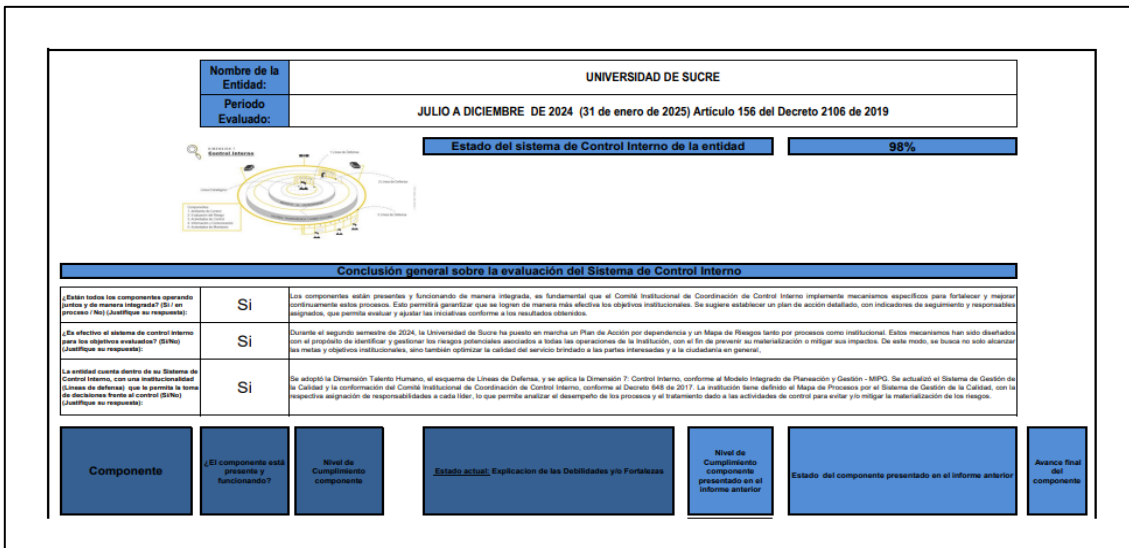 Nombre de la
Entidad:
UNIVERSIDAD DE SUCRE
Periodo
Evaluado:
JULIO A DICIEMBRE DE 2024 (31 de enero de 2025) Artículo 156 del Decreto 2106 de 2019
Control Interno
Estado del sistema de Control Interno de la entidad
98%
Conclusión general sobre la evaluación del Sistema de Control Interno
¿Están todos los componentes operando
juntos y de manera integrada? (Si / en
proceso / No) (Justifique su respuesta):
Si
Los componentes están presentes y funcionando de manera integrada, es fundamental que el Comité Institucional de Coordinación de Control Interno implemente mecanismos específicos para fortalecer y mejorar
continuamente estos procesos. Esto permitirá garantizar que se logren de manera más efectiva los objetivos institucionales. Se sugiere establecer un plan de acción detallado, con indicadores de seguimiento y responsables
asignados, que permita evaluar y ajustar las iniciativas conforme a los resultados obtenidos.
¿Es efectivo el sistema de control interno
para los objetivos evaluados? (Si/No)
(Justifique su respuesta):
Si
Durante el segundo semestre de 2024, la Universidad de Sucre ha puesto en marcha un Plan de Acción por dependencia y un Mapa de Riesgos tanto por procesos como institucional. Estos mecanismos han sido diseñados
con el propósito de identificar y gestionar los riesgos potenciales asociados a todas las operaciones de la Institución, con el fin de prevenir su materialización o mitigar sus impactos. De este modo, se busca no solo alcanzar
las metas y objetivos institucionales, sino también optimizar la calidad del servicio brindado a las partes interesadas y a la ciudadanía en general,
La entidad cuenta dentro de su Sistema de
Control Interno, con una institucionalidad
(Líneas de defensa) que le permita la toma
de decisiones frente al control (Si/No)
(Justifique su respuesta):
Si
Se adoptó la Dimensión Talento Humano, el esquema de Líneas de Defensa, y se aplica la Dimensión 7: Control Interno, conforme al Modelo Integrado de Planeación y Gestión - MIPG. Se actualizó el Sistema de Gestión de
la Calidad y la conformación del Comité Institucional de Coordinación de Control Interno, conforme al Decreto 648 de 2017. La institución tiene definido el Mapa de Procesos por el Sistema de Gestión de la Calidad, con la
respectiva asignación de responsabilidades a cada líder, lo que permite analizar el desempeño de los procesos y el tratamiento dado a las actividades de control para evitar y/o mitigar la materialización de los riesgos.
Componente
¿El componente está
presente y
funcionando?
Nivel de
Cumplimiento
componente
Estado actual: Explicacion de las Debilidades y/o Fortalezas
Nivel de
Cumplimiento
componente
presentado en el
informe anterior
Estado del componente presentado en el informe anterior
Avance final
del
componente